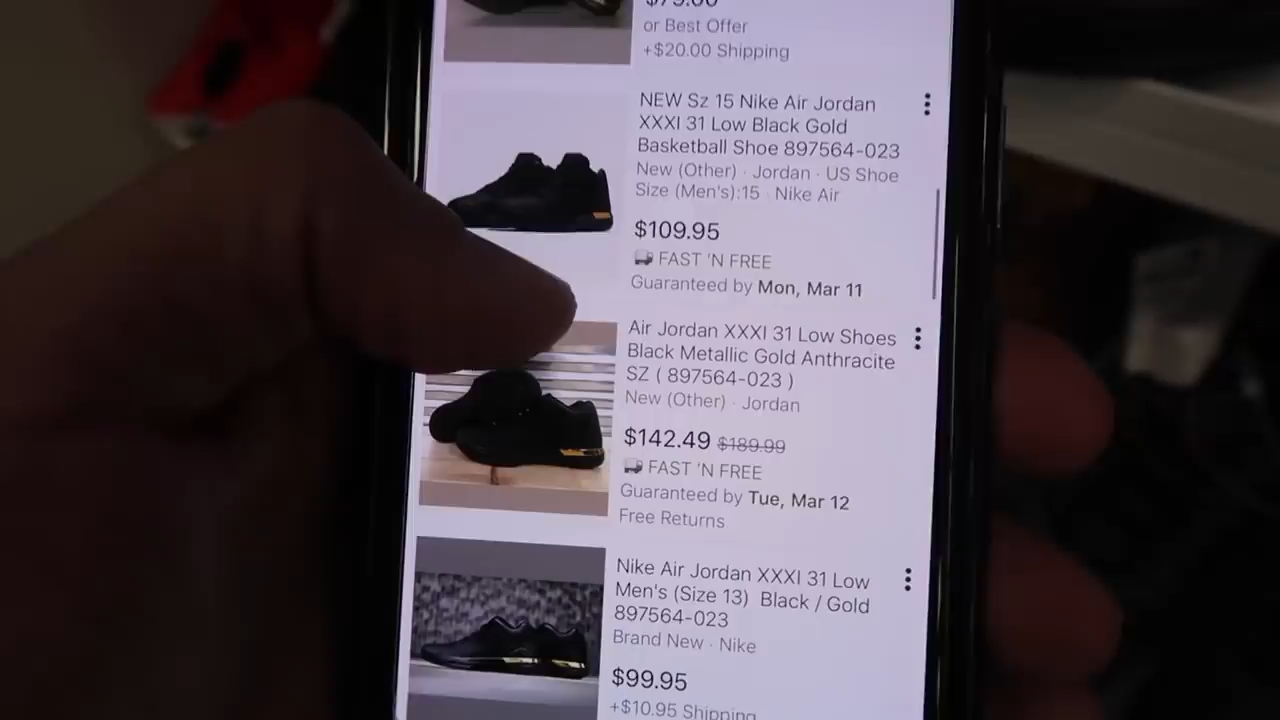 $79.00
or Best Offer
+$20.00 Shipping
NEW Sz 15 Nike Air Jordan
XXXI 31 Low Black Gold
Basketball Shoe 897564-023
New (Other) · Jordan · US Shoe
Size (Men's):15 · Nike Air
$109.95
FAST 'N FREE
Guaranteed by Mon, Mar 11
Air Jordan XXXI 31 Low Shoes
Black Metallic Gold Anthracite
SZ ( 897564-023 )
New (Other) · Jordan
$142.49 $189.99
FAST 'N FREE
Guaranteed by Tue, Mar 12
Free Returns
Nike Air Jordan XXXI 31 Low
Men's (Size 13) Black / Gold
897564-023
Brand New · Nike
$99.95
+$10.95 Shipping